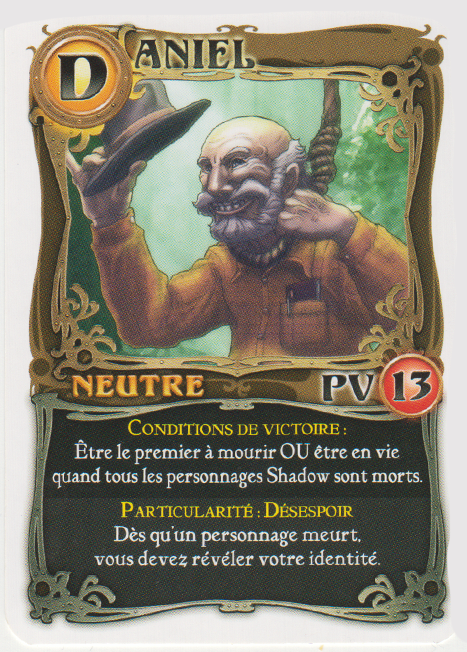 DANIEL
NEUTRE PV 13
CONDITIONS DE VICTOIRE :
Être le premier à mourir OU être en vie
quand tous les personnages Shadow sont morts.
PARTICULARITÉ : DÉSESPOIR
Dès qu'un personnage meurt,
vous devez révéler votre identité.